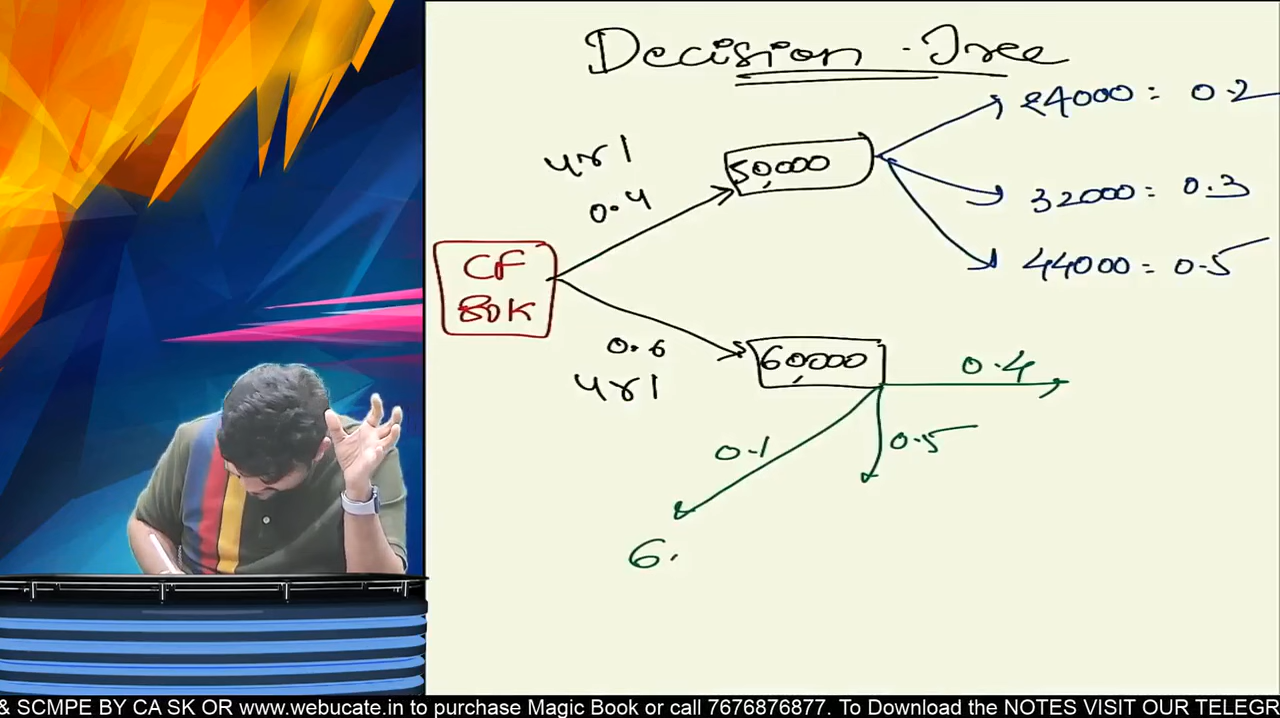 Decision Tree
24000 = 0.2
yr 1
50,000
0.4
32000 = 0.3
CF
80K
44000 = 0.5
0.6
60,000
0.4
yr 1
0.1
0.5
6.
& SCMPE BY CA SK OR www.webucate.in to purchase Magic Book or call 7676876877. To Download the NOTES VISIT OUR TELEGR